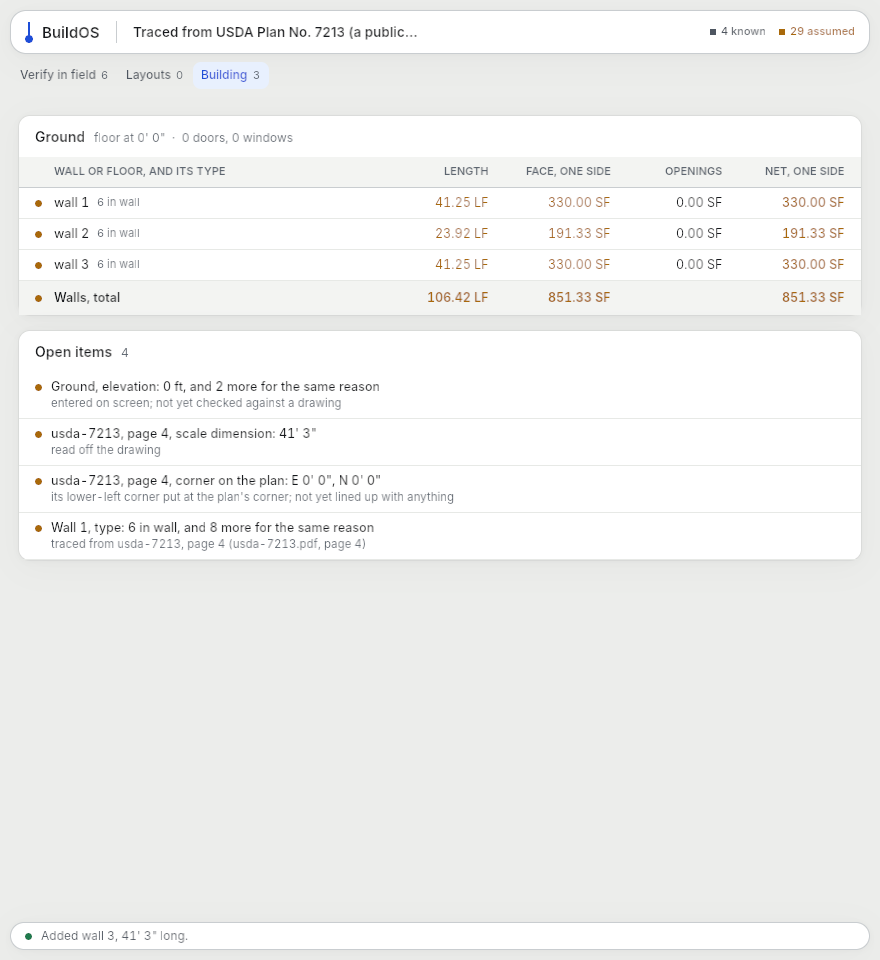 BuildOS
Traced from USDA Plan No. 7213 (a public...
4 known 29 assumed
Verify in field 6 Layouts 0 Building 3
Ground floor at 0' 0" · 0 doors, 0 windows
WALL OR FLOOR, AND ITS TYPE LENGTH FACE, ONE SIDE OPENINGS NET, ONE SIDE
wall 1 6 in wall 41.25 LF 330.00 SF 0.00 SF 330.00 SF
wall 2 6 in wall 23.92 LF 191.33 SF 0.00 SF 191.33 SF
wall 3 6 in wall 41.25 LF 330.00 SF 0.00 SF 330.00 SF
Walls, total 106.42 LF 851.33 SF 851.33 SF
Open items 4
Ground, elevation: 0 ft, and 2 more for the same reason
entered on screen; not yet checked against a drawing
usda-7213, page 4, scale dimension: 41' 3"
read off the drawing
usda-7213, page 4, corner on the plan: E 0' 0", N 0' 0"
its lower-left corner put at the plan's corner; not yet lined up with anything
Wall 1, type: 6 in wall, and 8 more for the same reason
traced from usda-7213, page 4 (usda-7213.pdf, page 4)
Added wall 3, 41' 3" long.